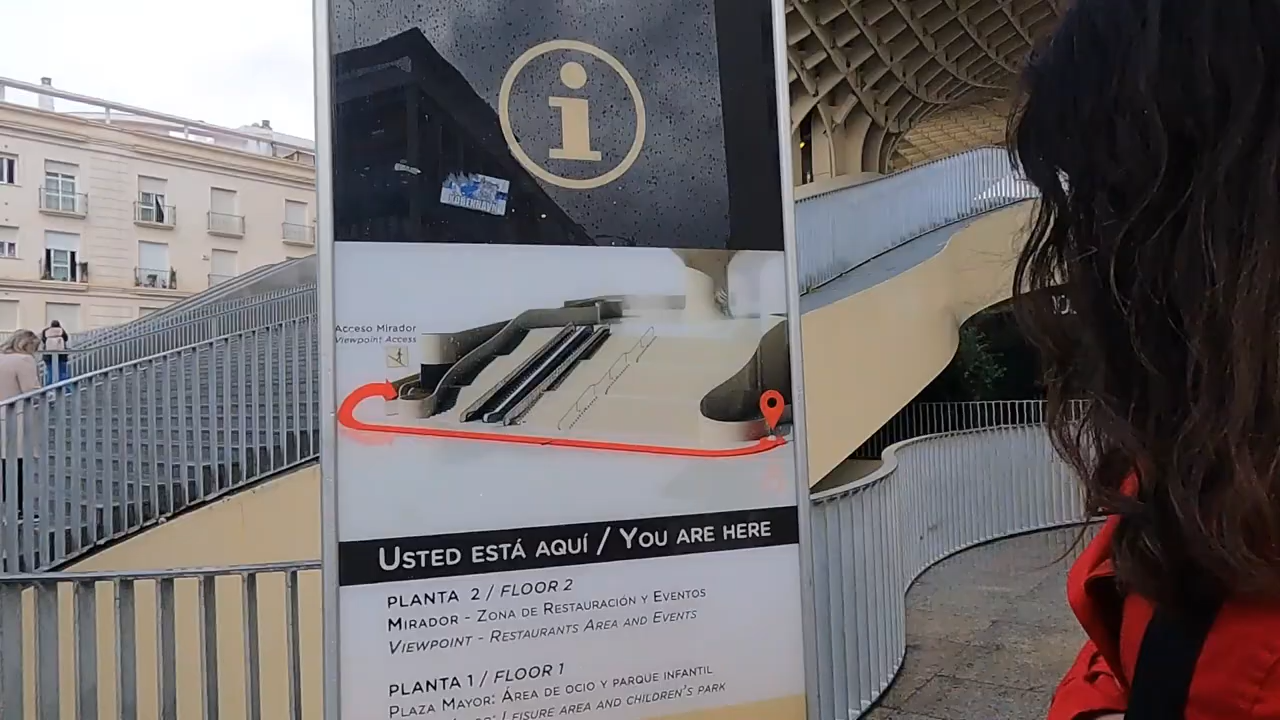 i
Acceso Mirador
Viewpoint Access
USTED ESTÁ AQUÍ / YOU ARE HERE
PLANTA 2 / FLOOR 2
MIRADOR - ZONA DE RESTAURACIÓN Y EVENTOS
VIEWPOINT - RESTAURANTS AREA AND EVENTS
PLANTA 1 / FLOOR 1
PLAZA MAYOR: ÁREA DE OCIO Y PARQUE INFANTIL
LEISURE AREA AND CHILDREN'S PARK